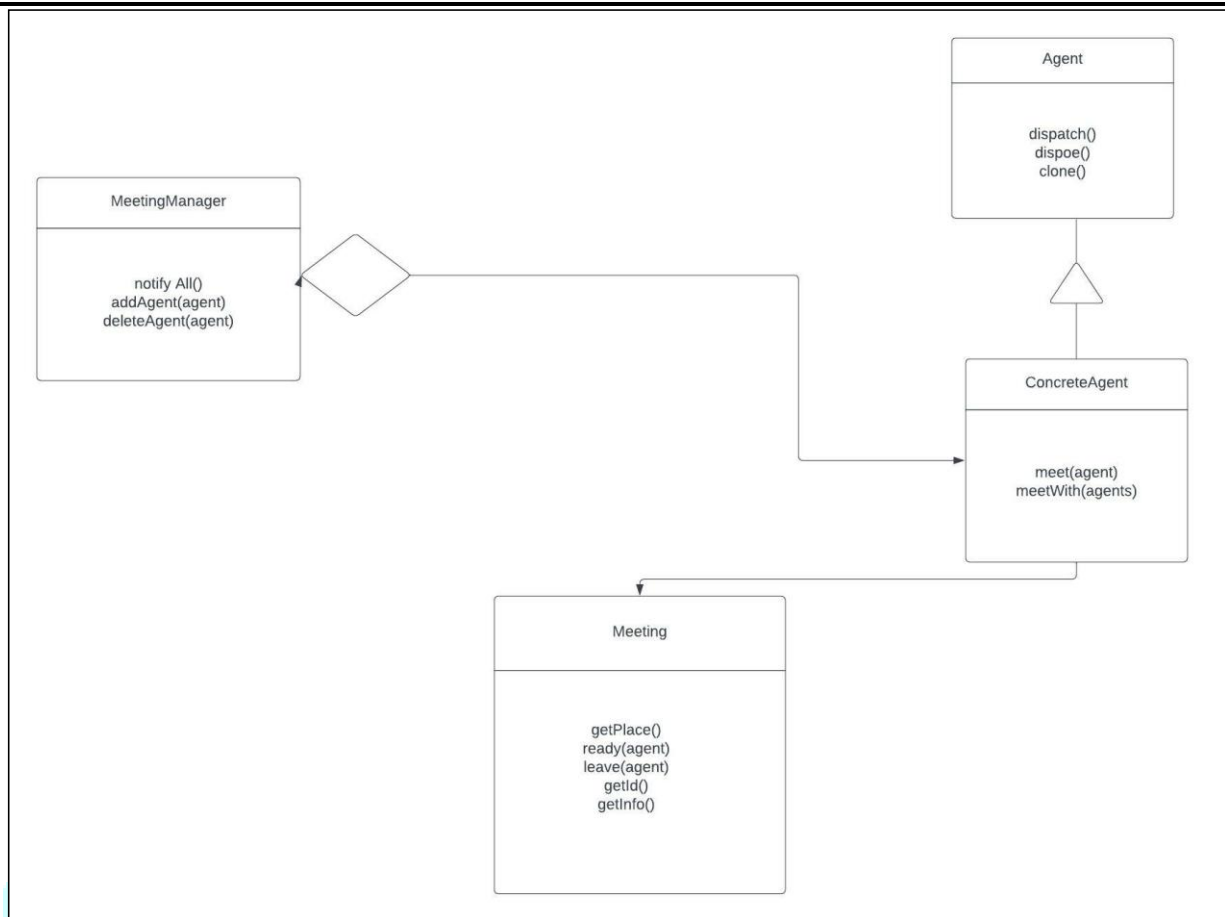 Agent
dispatch()
dispoe()
clone()
MeetingManager
notify All()
addAgent(agent)
deleteAgent(agent)
ConcreteAgent
meet(agent)
meetWith(agents)
Meeting
getPlace()
ready(agent)
leave(agent)
getId()
getInfo()